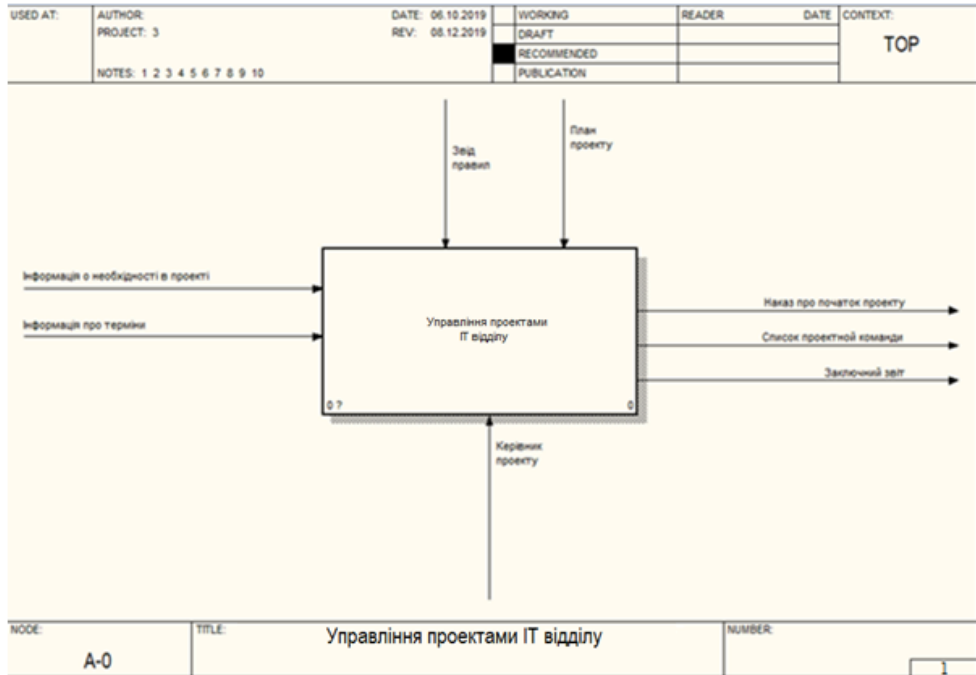 USED AT:
AUTHOR:
DATE: 06.10.2019
WORKING
READER
DATE
CONTEXT:
PROJECT: 3
REV: 08.12.2019
DRAFT
TOP
RECOMMENDED
NOTES: 1 2 3 4 5 6 7 8 9 10
PUBLICATION
Звід
правил
План
проекту
Інформація о необхідності в проекті
Інформація про терміни
Управління проектами
ІТ відділу
0 ?
0
Наказ про початок проекту
Список проектной команди
Заключний звіт
Керівник
проекту
NODE:
TITLE:
NUMBER:
A-0
Управління проектами ІТ відділу
1